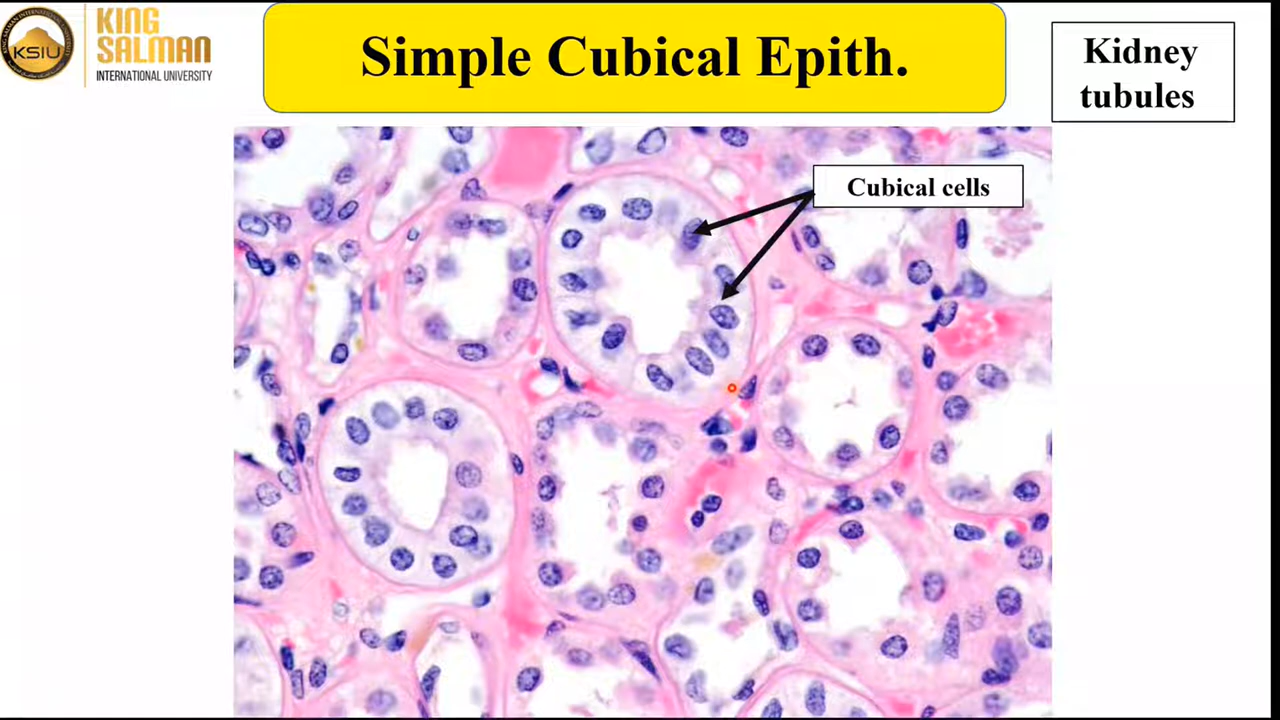 KSIU
KING
SALMAN
INTERNATIONAL UNIVERSITY
Simple Cubical Epith.
Kidney
tubules
Cubical cells